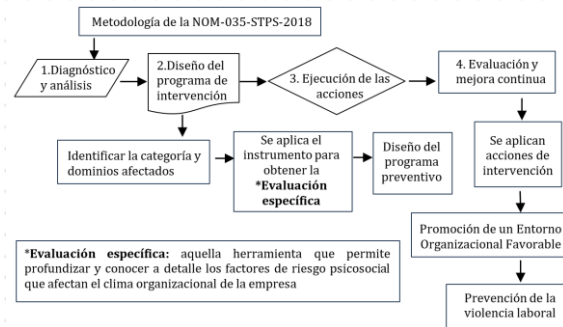 Metodología de la NOM-035-STPS-2018
1.Diagnóstico
y análisis
2.Diseño del
programa de
intervención
3. Ejecución de las
acciones
4. Evaluación y
mejora continua
Identificar la categoría y
dominios afectados
Se aplica el
instrumento para
obtener la
*Evaluación
específica
Diseño del
programa
preventivo
Se aplican
acciones de
intervención
Promoción de un Entorno
Organizacional Favorable
*Evaluación específica: aquella herramienta que permite
profundizar y conocer a detalle los factores de riesgo psicosocial
que afectan el clima organizacional de la empresa
Prevención de la
violencia laboral